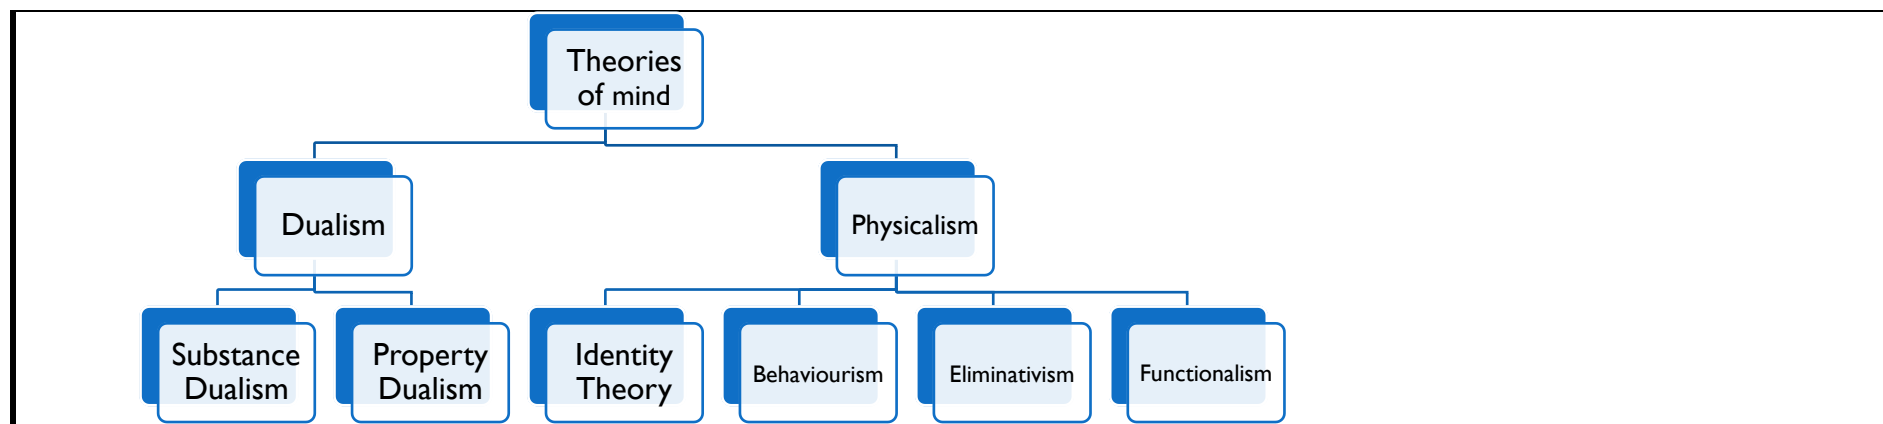 Theories
of mind
Dualism
Physicalism
Substance
Dualism
Property
Dualism
Identity
Theory
Behaviourism
Eliminativism
Functionalism